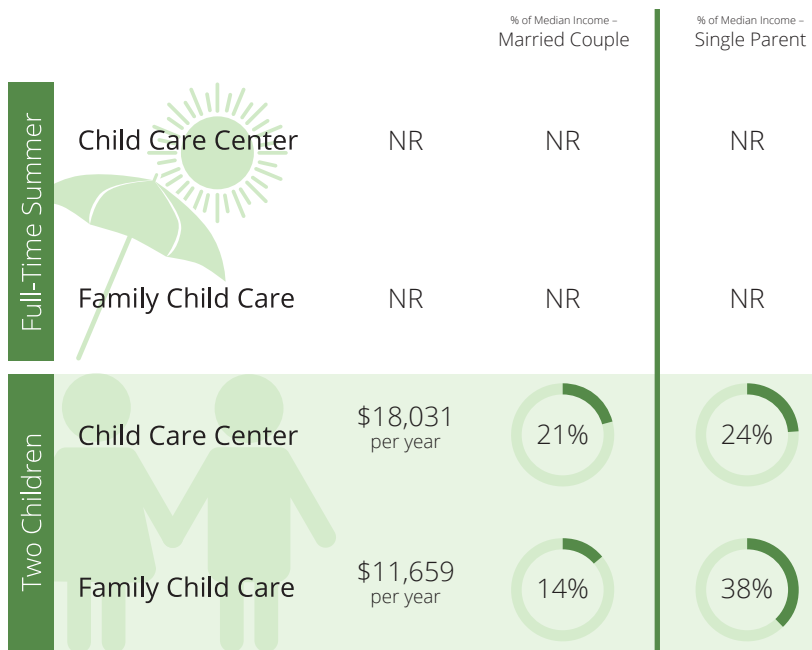 % of Median Income –
Married Couple
% of Median Income –
Single Parent
Full-Time Summer
Child Care Center
NR
NR
NR
Family Child Care
NR
NR
NR
Two Children
Child Care Center
$18,031
per year
21%
24%
Family Child Care
$11,659
per year
14%
38%